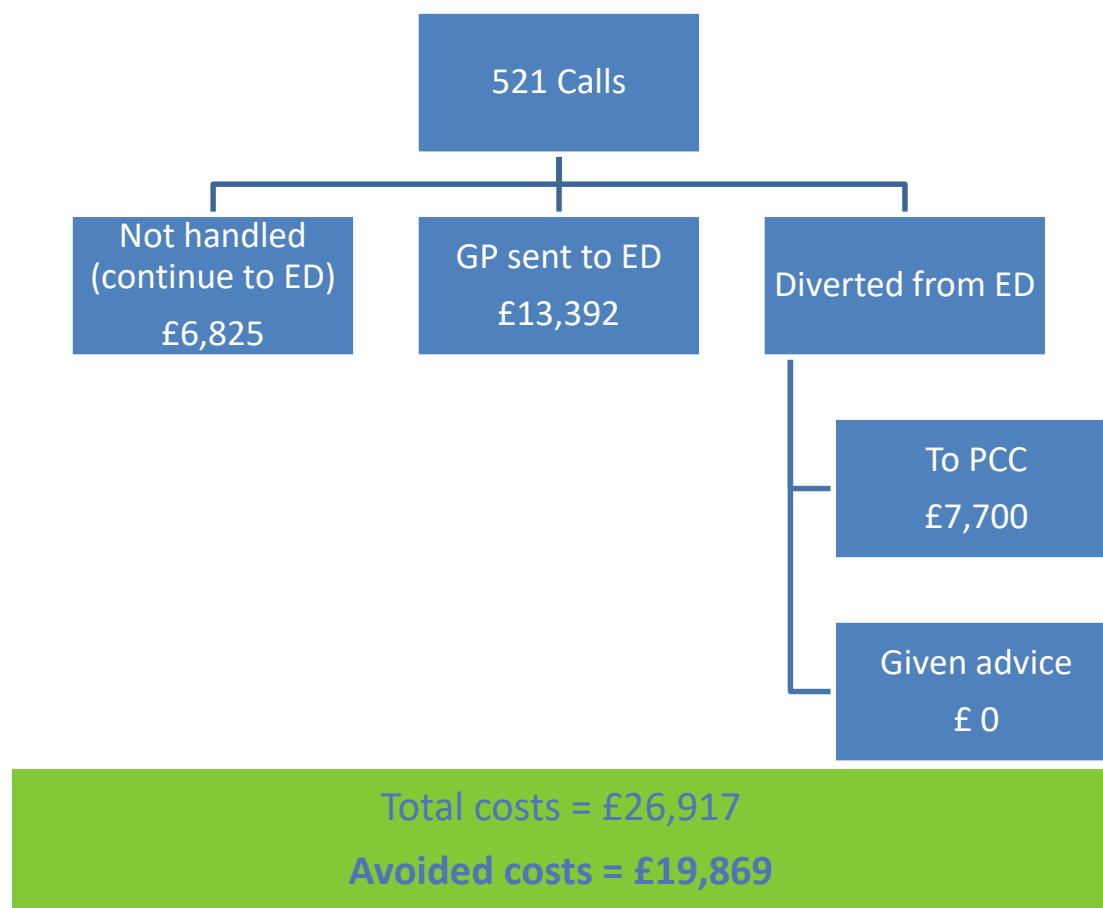 521 Calls
Not handled
(continue to ED)
£6,825
GP sent to ED
£13,392
Diverted from ED
To PCC
£7,700
Given advice
£ 0
Total costs = £26,917
Avoided costs = £19,869